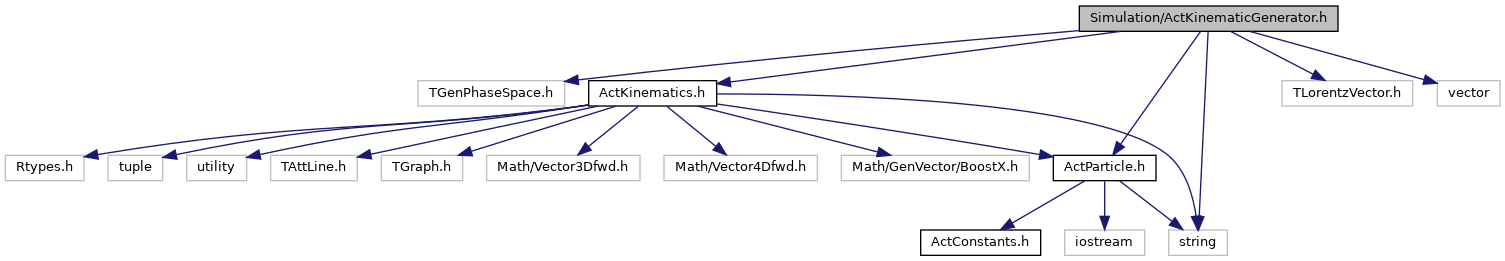 Simulation/ActKinematicGenerator.h
TGenPhaseSpace.h
ActKinematics.h
TLorentzVector.h
vector
Rtypes.h
tuple
utility
TAttLine.h
TGraph.h
Math/Vector3Dfwd.h
Math/Vector4Dfwd.h
Math/GenVector/BoostX.h
ActParticle.h
ActConstants.h
iostream
string